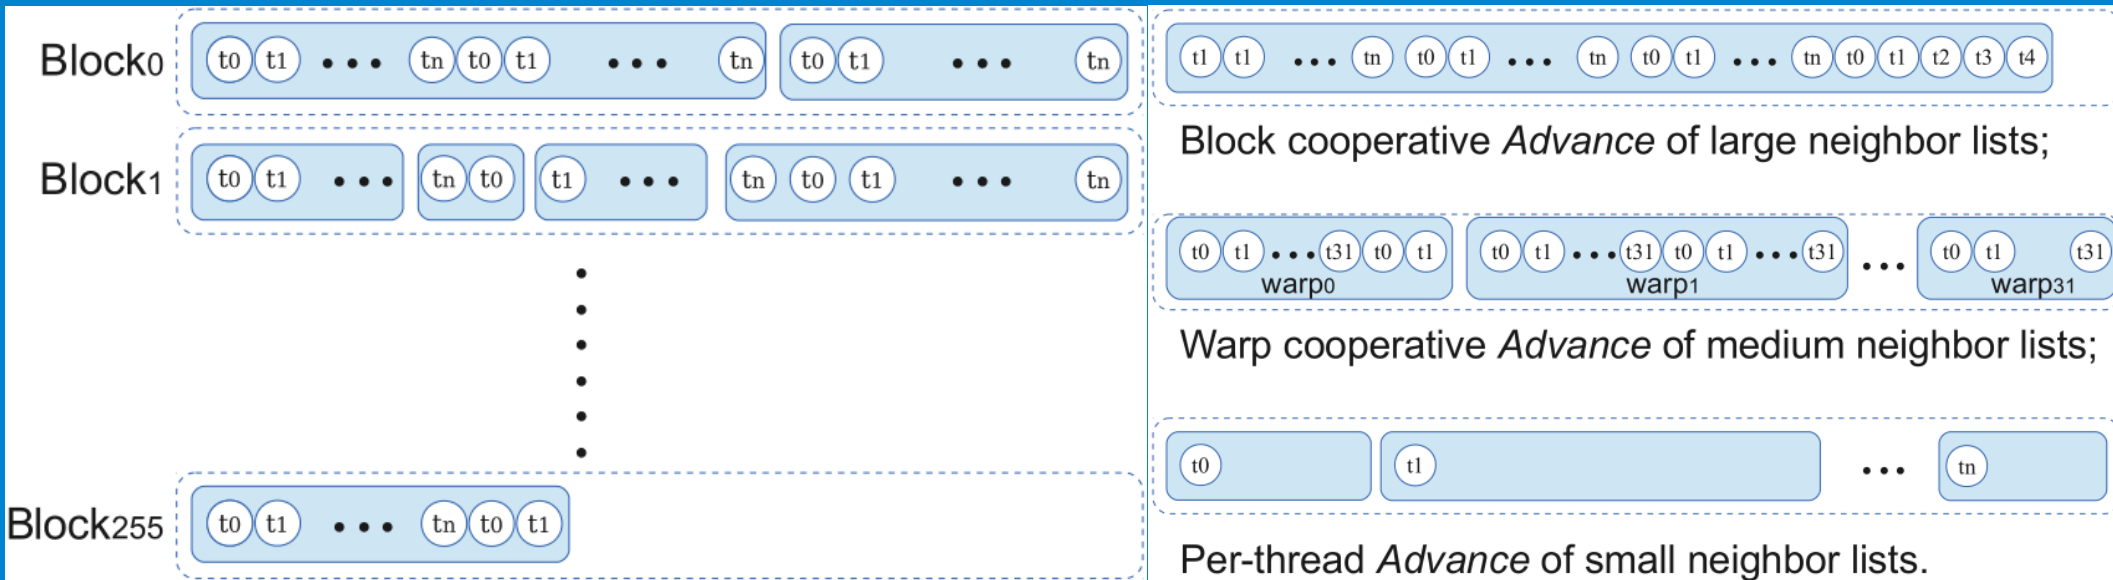 Block0 t0 t1 ••• tn t0 t1 ••• tn t0 t1 ••• tn
Block1 t0 t1 ••• tn t0 t1 ••• tn t0 t1 ••• tn
Block255 t0 t1 ••• tn t0 t1
t1 t1 ••• tn t0 t1 ••• tn t0 t1 ••• tn t0 t1 t2 t3 t4
Block cooperative Advance of large neighbor lists;
t0 t1 ••• t31 t0 t1 t0 t1 ••• t31 t0 t1 ••• t31 ••• t0 t1 t31
warp0 warp1 warp31
Warp cooperative Advance of medium neighbor lists;
t0 t1 ••• tn
Per-thread Advance of small neighbor lists.